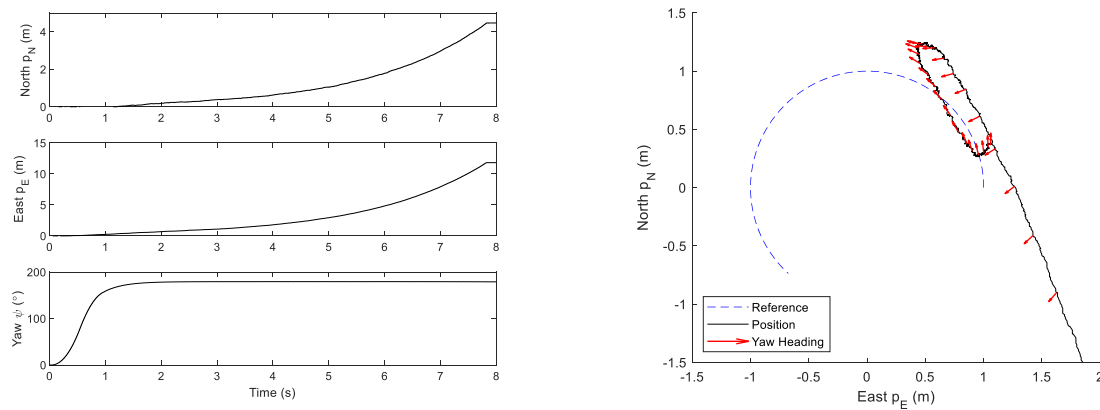 North p_N (m)
4
2
0
0 1 2 3 4 5 6 7 8
East p_E (m)
15
10
5
0
0 1 2 3 4 5 6 7 8
Yaw ψ (°)
200
100
0
0 1 2 3 4 5 6 7 8
Time (s)
North p_N (m)
1.5
1
0.5
0
-0.5
-1
-1.5
Reference
Position
Yaw Heading
-1.5 -1 -0.5 0 0.5 1 1.5 2
East p_E (m)